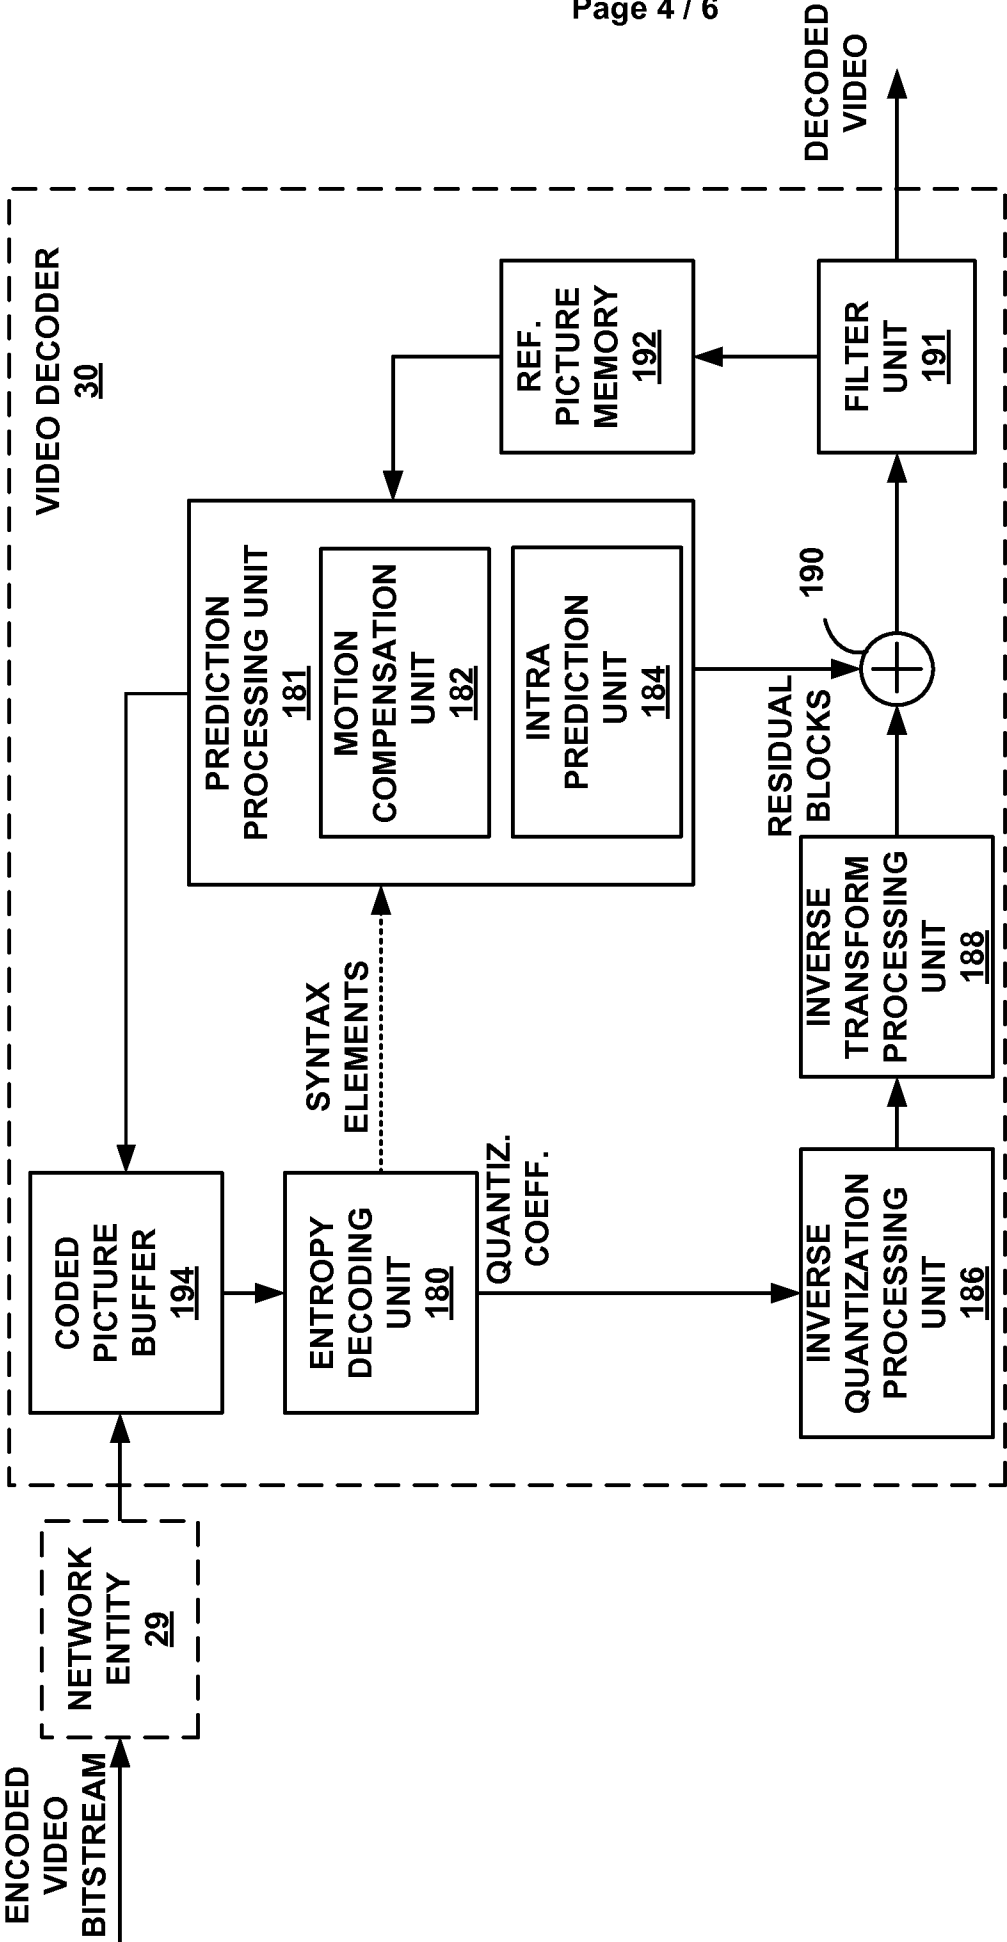 Page 4 / 6
ENCODED
VIDEO
BITSTREAM
NETWORK
ENTITY
29
VIDEO DECODER
30
CODED
PICTURE
BUFFER
194
ENTROPY
DECODING
UNIT
180
SYNTAX
ELEMENTS
QUANTIZ.
COEFF.
PREDICTION
PROCESSING UNIT
181
MOTION
COMPENSATION
UNIT
182
INTRA
PREDICTION
UNIT
184
REF.
PICTURE
MEMORY
192
INVERSE
QUANTIZATION
PROCESSING
UNIT
186
INVERSE
TRANSFORM
PROCESSING
UNIT
188
RESIDUAL
BLOCKS
190
FILTER
UNIT
191
DECODED
VIDEO